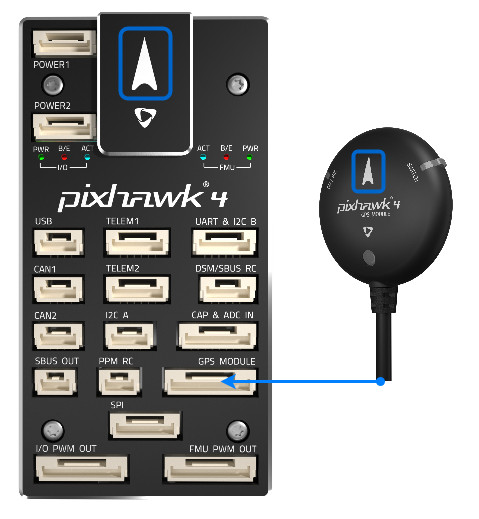 POWER1
POWER2
PWR B/E ACT
I/O
ACT B/E PWR
FMU
pixhawk®4
USB TELEM1 UART & I2C B
CAN1 TELEM2 DSM/SBUS RC
CAN2 I2C A CAP & ADC IN
SBUS OUT PPM RC GPS MODULE
SPI
I/O PWM OUT FMU PWM OUT
pixhawk 4
GPS MODULE